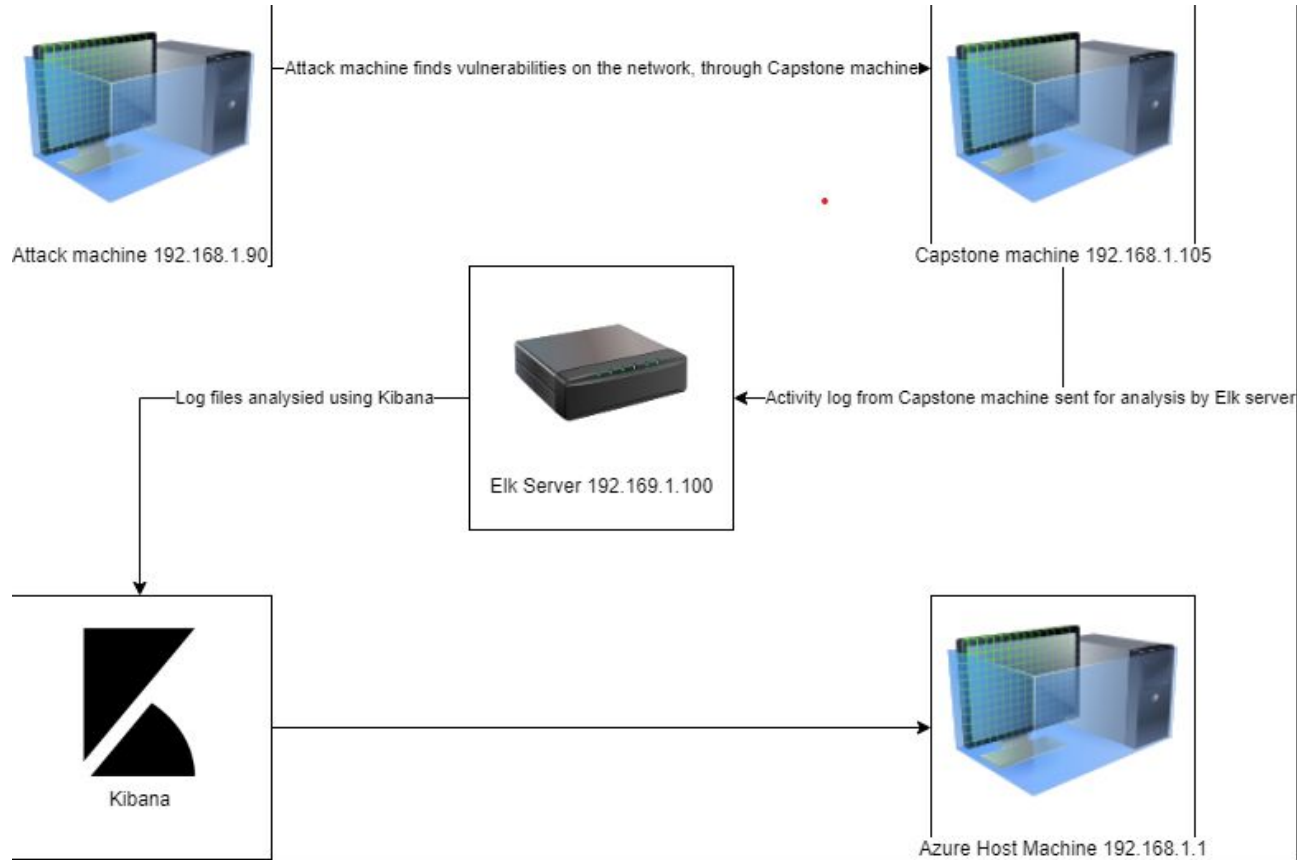 Attack machine finds vulnerabilities on the network, through Capstone machine
Attack machine 192.168.1.90
Capstone machine 192.168.1.105
Log files analysied using Kibana
Activity log from Capstone machine sent for analysis by Elk server
Elk Server 192.169.1.100
Kibana
Azure Host Machine 192.168.1.1